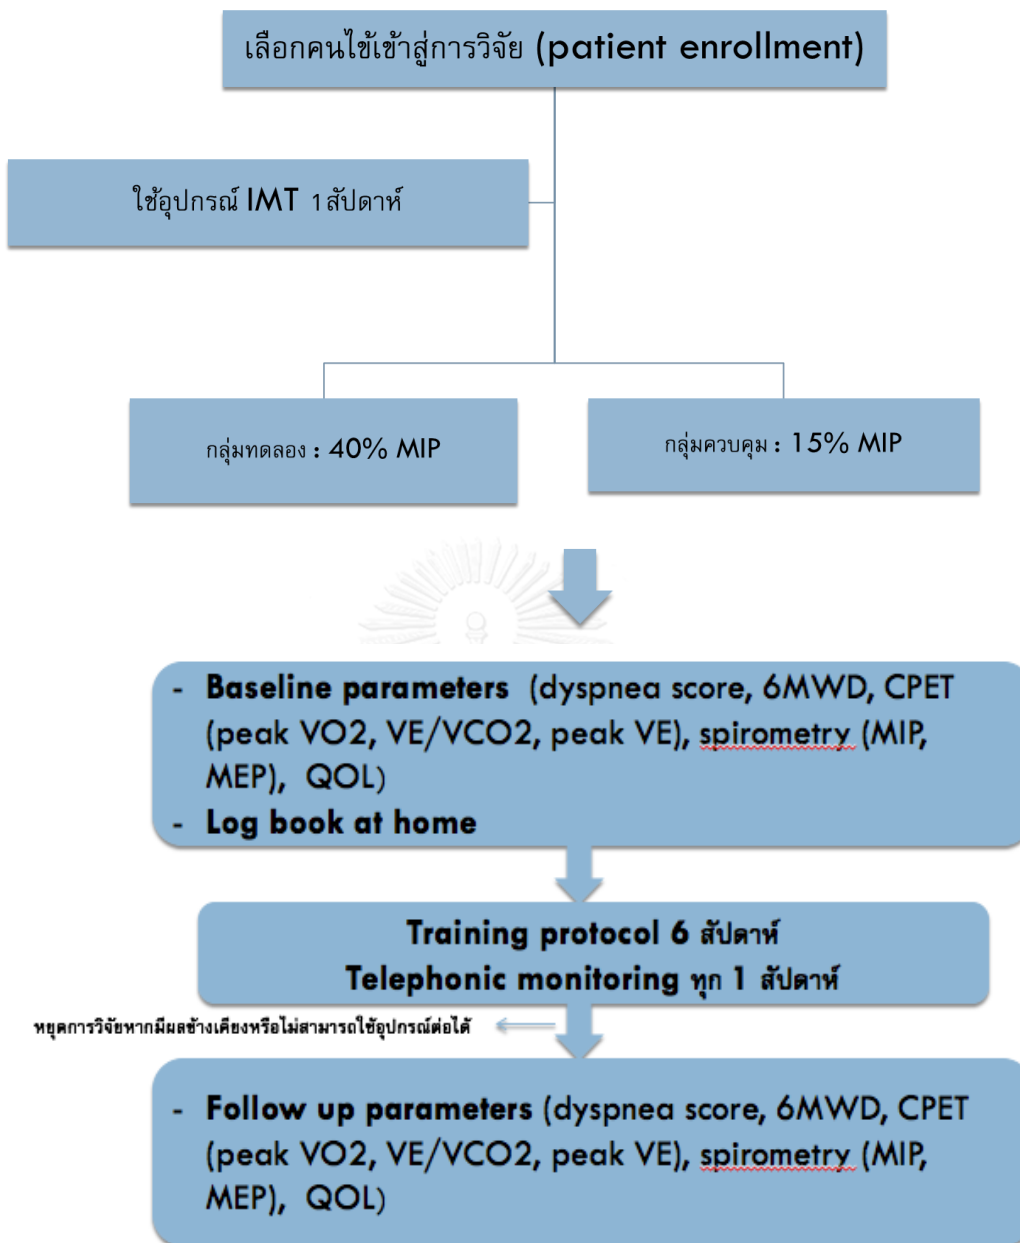 เลือกคนไข้เข้าสู่การวิจัย (patient enrollment)
ใช้อุปกรณ์ IMT 1สัปดาห์
กลุ่มทดลอง : 40% MIP
กลุ่มควบคุม : 15% MIP
- Baseline parameters (dyspnea score, 6MWD, CPET
(peak VO2, VE/VCO2, peak VE), spirometry (MIP,
MEP), QOL)
- Log book at home
Training protocol 6 สัปดาห์
Telephonic monitoring ทุก 1 สัปดาห์
หยุดการวิจัยหากมีผลข้างเคียงหรือไม่สามารถใช้อุปกรณ์ต่อได้
- Follow up parameters (dyspnea score, 6MWD, CPET
(peak VO2, VE/VCO2, peak VE), spirometry (MIP,
MEP), QOL)